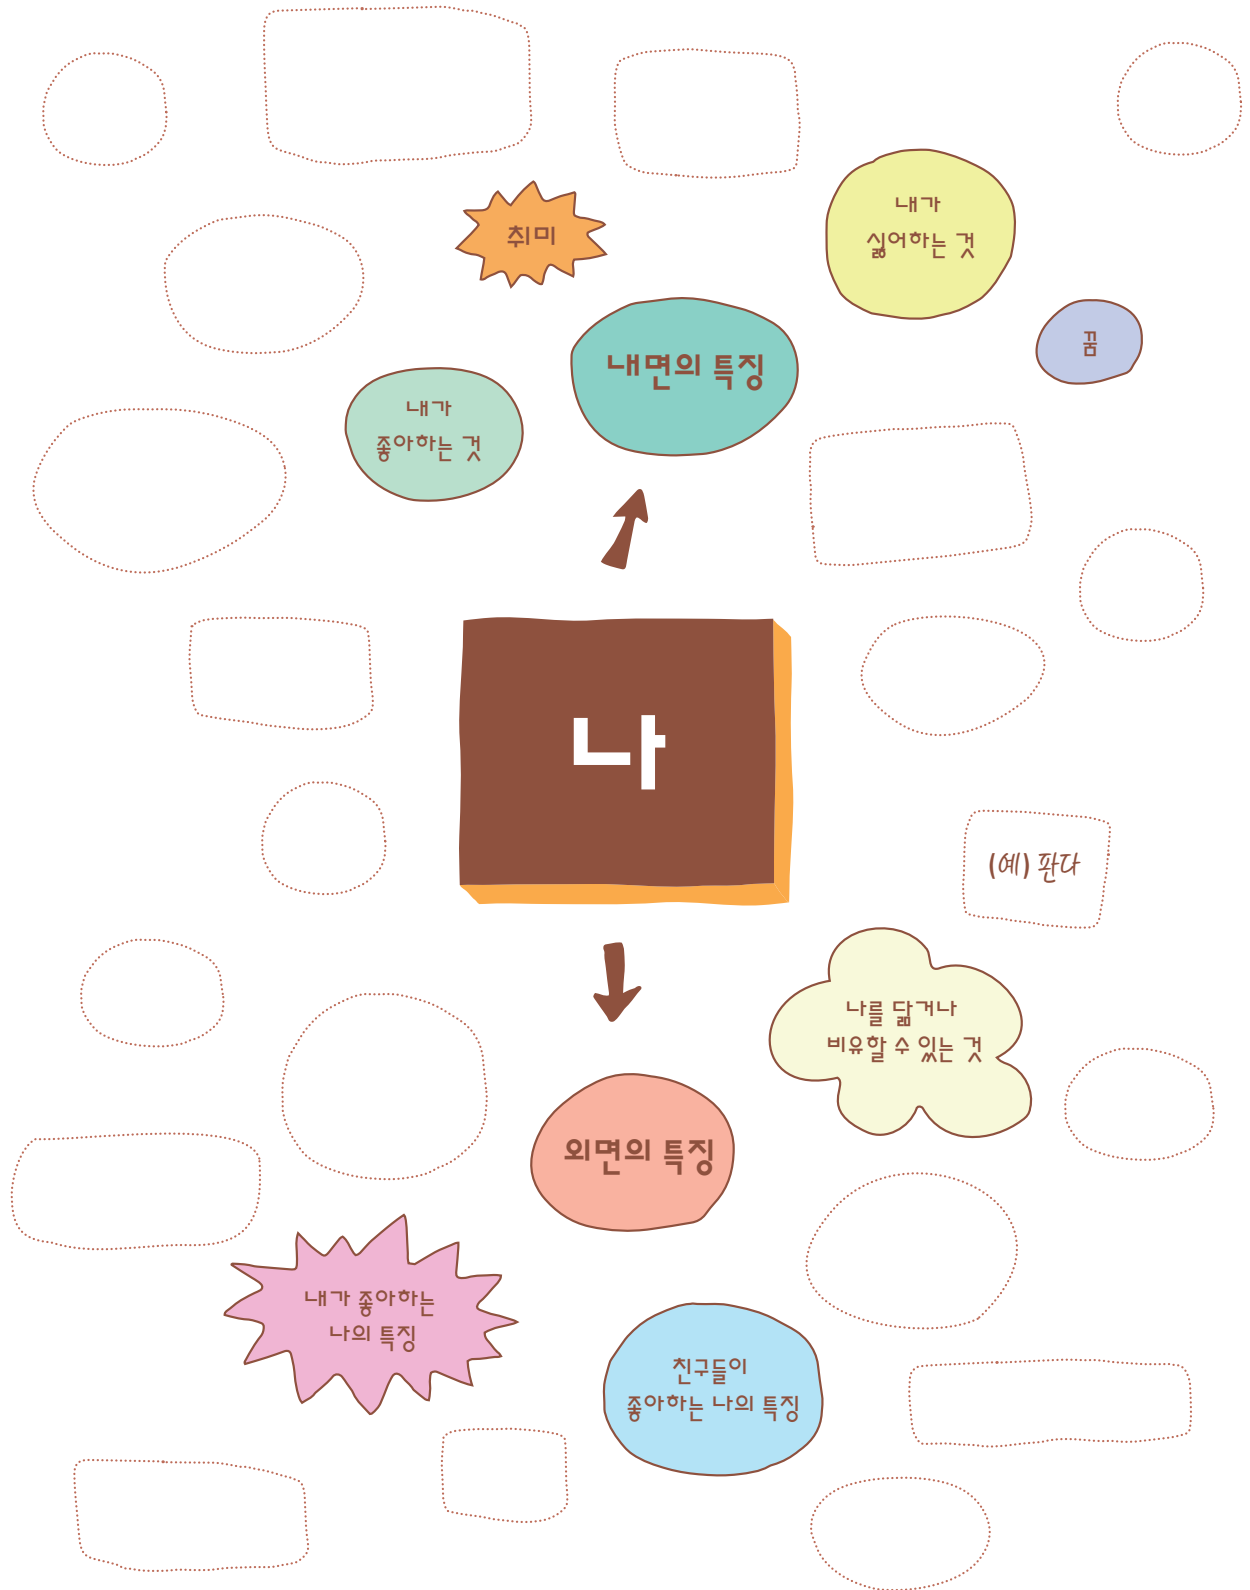 내가
싫어하는 것
취미
꿈
내면의 특징
내가
좋아하는 것
나
(예) 판다
나를 닮거나
비유할 수 있는 것
외면의 특징
내가 좋아하는
나의 특징
친구들이
좋아하는 나의 특징